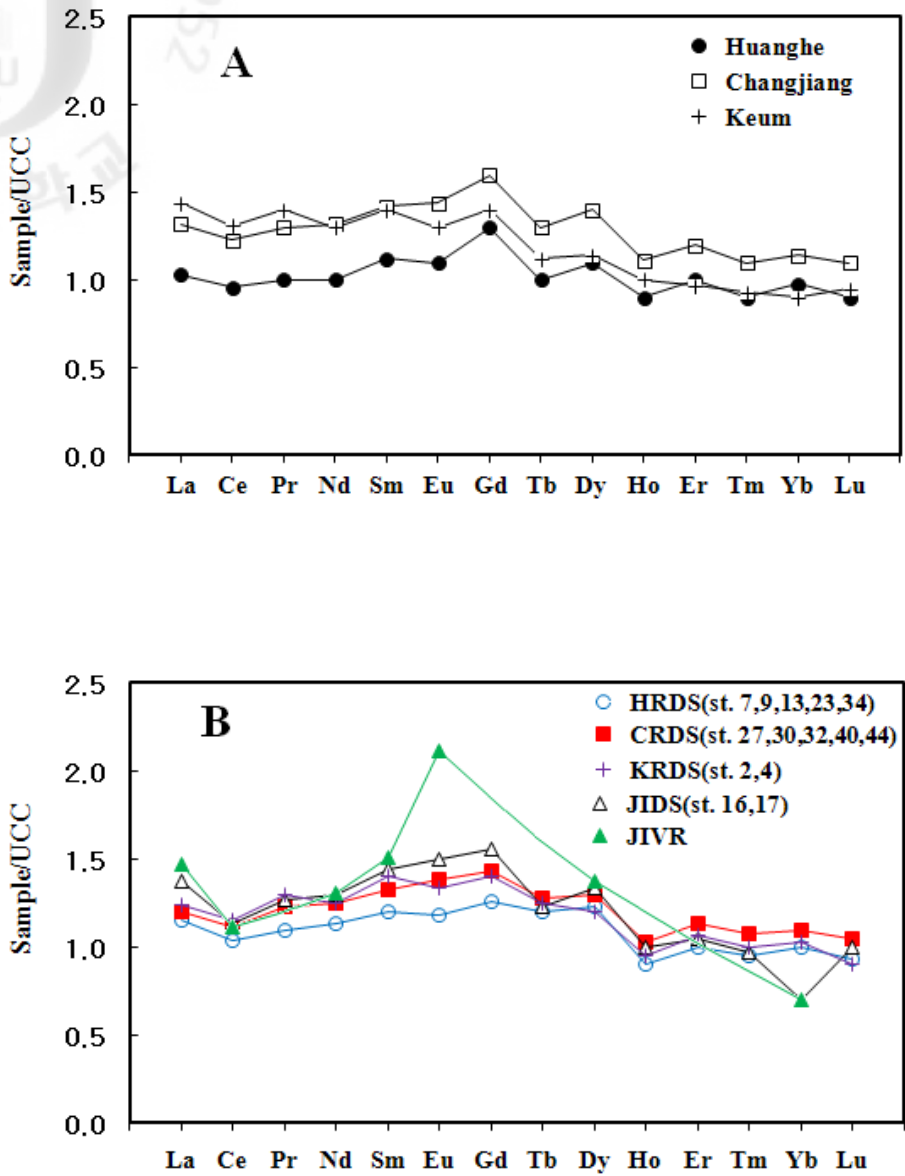 2.5
2.0
1.5
1.0
0.5
0.0
Sample/UCC
A
Huanghe
Changjiang
Keum
La Ce Pr Nd Sm Eu Gd Tb Dy Ho Er Tm Yb Lu
2.5
2.0
1.5
1.0
0.5
0.0
Sample/UCC
B
HRDS(st. 7,9,13,23,34)
CRDS(st. 27,30,32,40,44)
KRDS(st. 2,4)
JIDS(st. 16,17)
JIVR
La Ce Pr Nd Sm Eu Gd Tb Dy Ho Er Tm Yb Lu